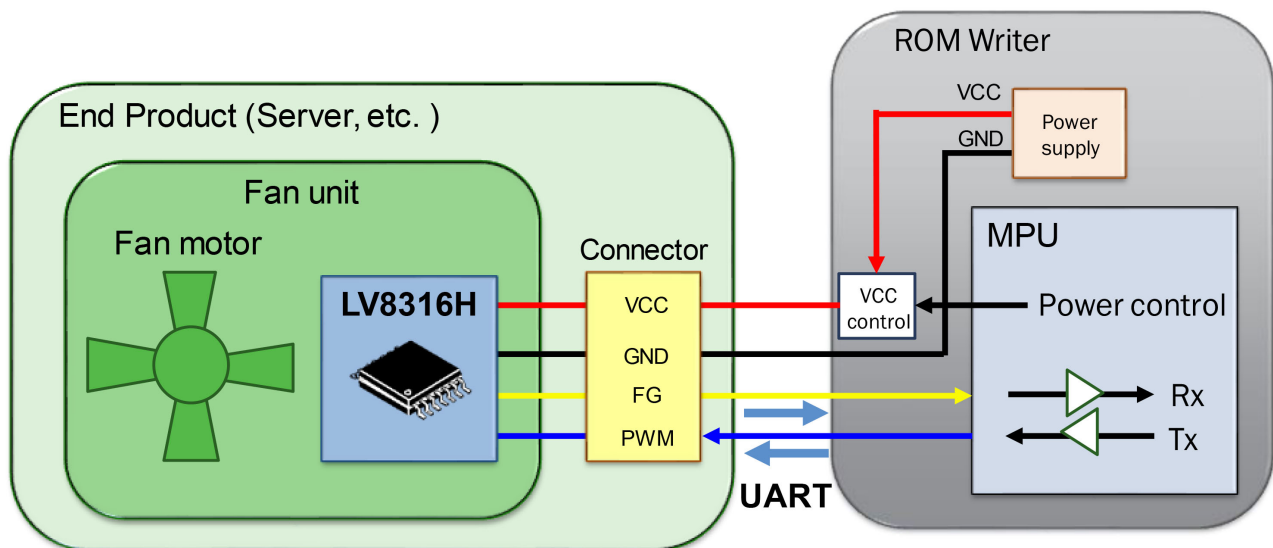 ROM Writer
VCC
GND
Power
supply
End Product (Server, etc. )
Fan unit
Fan motor
LV8316H
Connector
VCC
GND
FG
PWM
VCC
control
MPU
Power control
Rx
Tx
UART